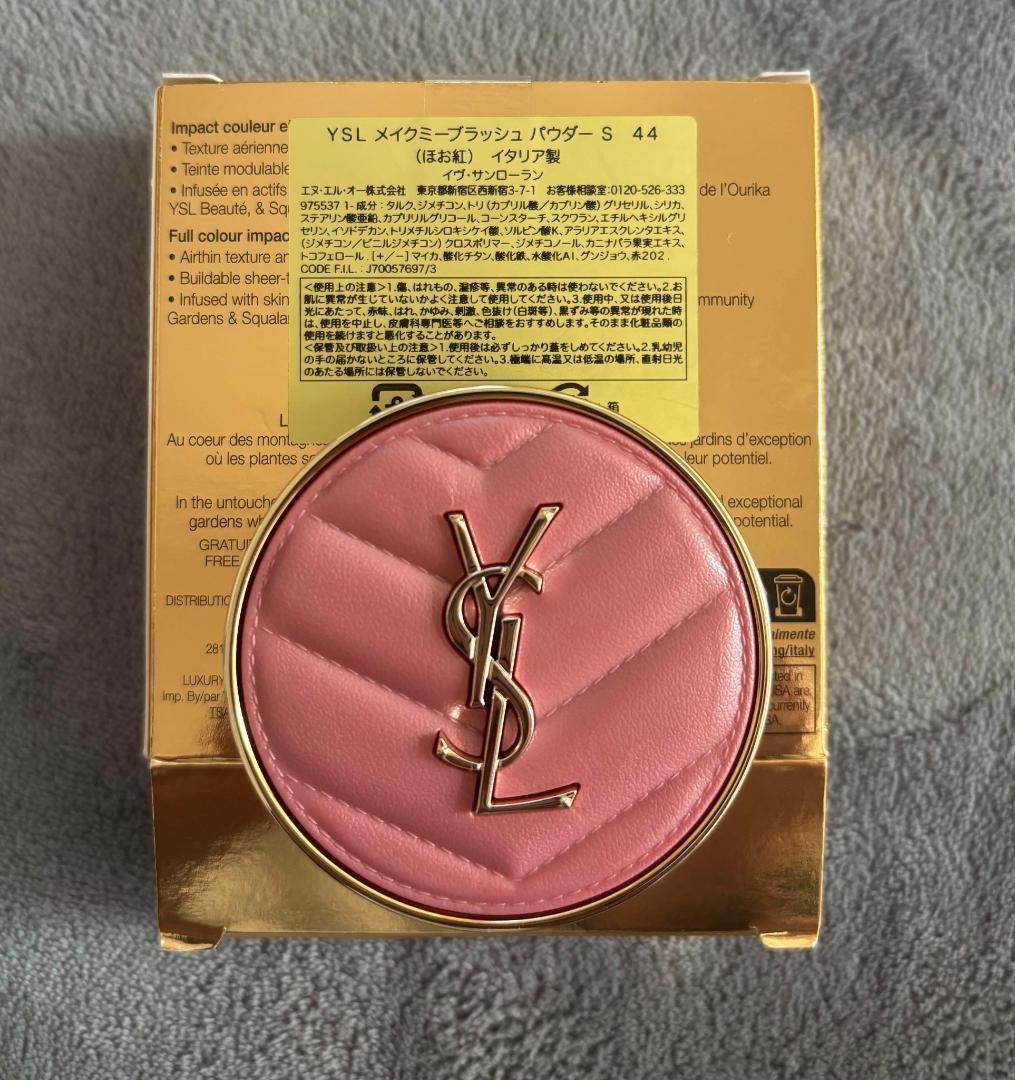 YSL メイクミーブラッシュ パウダー S 44
(ほお紅) イタリア製
イヴ・サンローラン
エヌ・エル・オー株式会社 東京都新宿区西新宿3-7-1 お客様相談室:0120-526-333
975537 1- 成分:タルク、ジメチコン、トリ(カプリル酸/カプリン酸)グリセリル、シリカ、
ステアリン酸亜鉛、カプリリルグリコール、コーンスターチ、スクワラン、エチルヘキシルグリ
セリン、イソドデカン、トリメチルシロキシケイ酸、ソルビン酸K、アラリアエスクレンタエキス、
(ジメチコン/ビニルジメチコン)クロスポリマー、ジメチコノール、カニナバラ果実エキス、
トコフェロール.[+/-]マイカ、酸化チタン、酸化鉄、水酸化Al、グンジョウ、赤202.
CODE F.I.L. : J70057697/3
<使用上の注意>1.傷、はれもの、湿疹等、異常のある時は使わないでください。2.お
肌に異常が生じていないかよく注意して使用してください。3.使用中、又は使用後日
光にあたって、赤味、はれ、かゆみ、刺激、色抜け(白斑等)、黒ずみ等の異常が現れた時
は、使用を中止し、皮膚科専門医等へご相談をおすすめします。そのまま化粧品類の
使用を続けますと悪化することがあります。
<保管及び取扱い上の注意>1.使用後は必ずしっかり蓋をしめてください。2.乳幼児
の手の届かないところに保管してください。3.極端に高温又は低温の場所、直射日光
のあたる場所には保管しないでください。
箱
Impact couleur
• Texture aérienne
• Teinte modulable
• Infusée en actifs de l'Ourika
YSL Beauté, &
Full colour
• Airthin texture
• Buildable
• Infused with skin
Gardens &
Au coeur des jardins d'exception
où les plantes leur potentiel.
In the exceptional
gardens potential.
FREE
281
LUXURY
Imp. By/par
YSL